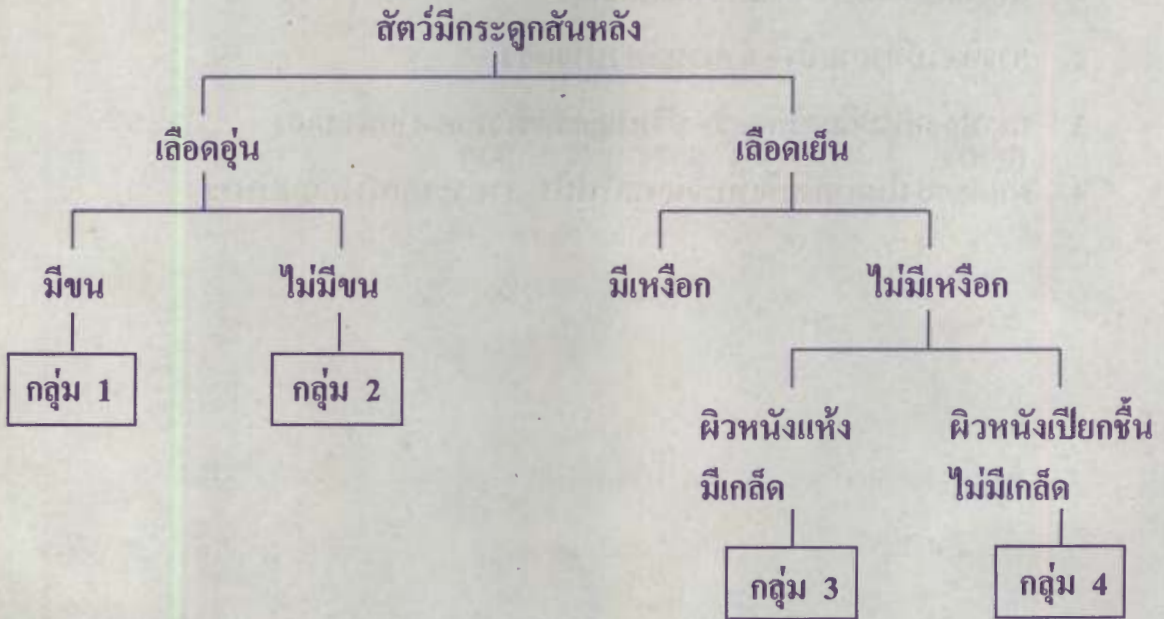 สัตว์มีกระดูกสันหลัง
เลือดอุ่น เลือดเย็น
มีขน ไม่มีขน มีเหงือก ไม่มีเหงือก
กลุ่ม 1 กลุ่ม 2
ผิวหนังแห้ง ผิวหนังเปียกชื้น
มีเกล็ด ไม่มีเกล็ด
กลุ่ม 3 กลุ่ม 4